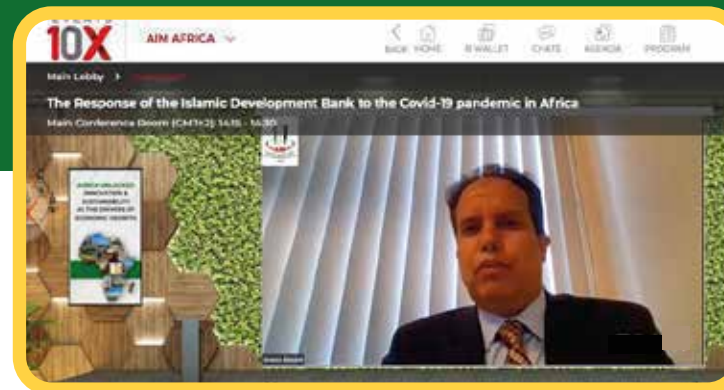 EVENTS
10X
AIM AFRICA
BACK HOME E-WALLET CHATS AGENDA PROGRAM
Main Lobby >
The Response of the Islamic Development Bank to the Covid-19 pandemic in Africa
Main Conference Room (GMT+2) 14:15 - 14:30
AFRICA UNLOCKED
INNOVATION &
SUSTAINABILITY
AS THE DRIVERS OF
ECONOMIC GROWTH